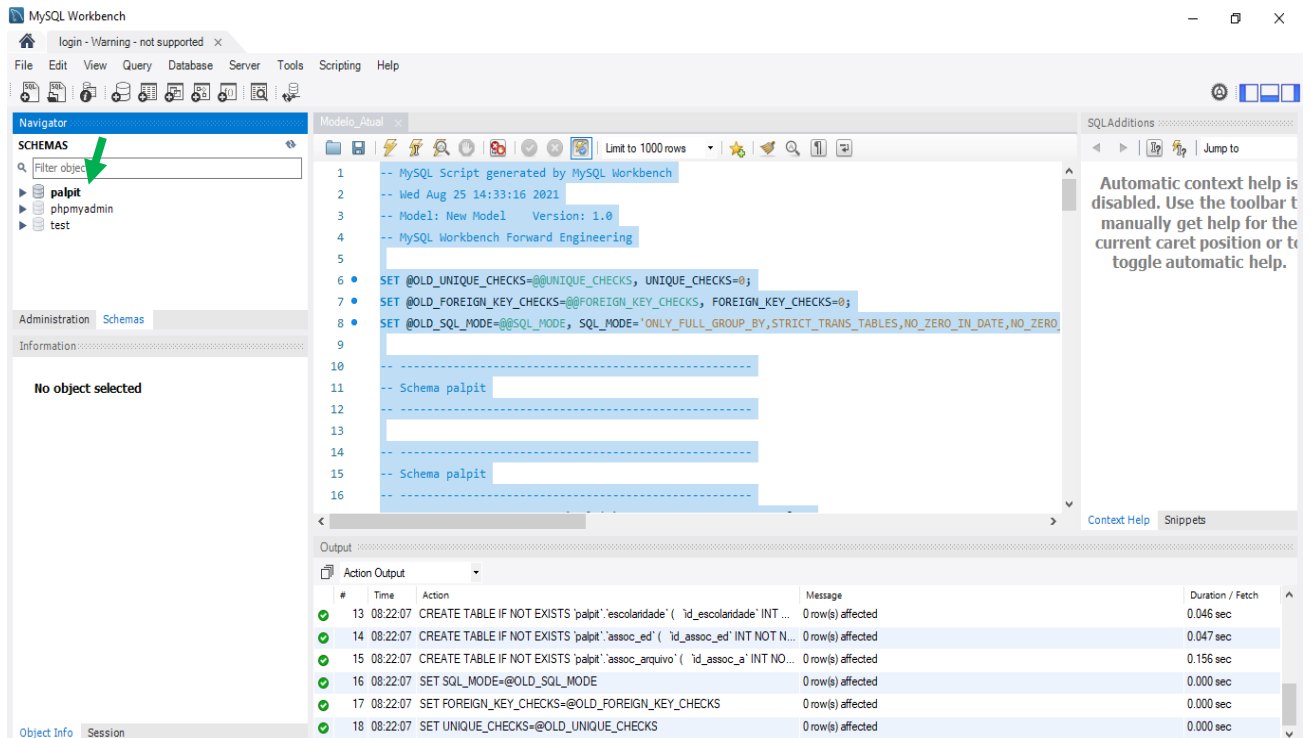 MySQL Workbench
login - Warning - not supported
File Edit View Query Database Server Tools Scripting Help
Navigator
SCHEMAS
Filter objec
palpit
phpmyadmin
test
Administration Schemas
Information
No object selected
Object Info Session
Modelo_Atual
Limit to 1000 rows
1 -- MySQL Script generated by MySQL Workbench
2 -- Wed Aug 25 14:33:16 2021
3 -- Model: New Model    Version: 1.0
4 -- MySQL Workbench Forward Engineering
5
6 SET @OLD_UNIQUE_CHECKS=@@UNIQUE_CHECKS, UNIQUE_CHECKS=0;
7 SET @OLD_FOREIGN_KEY_CHECKS=@@FOREIGN_KEY_CHECKS, FOREIGN_KEY_CHECKS=0;
8 SET @OLD_SQL_MODE=@@SQL_MODE, SQL_MODE='ONLY_FULL_GROUP_BY,STRICT_TRANS_TABLES,NO_ZERO_IN_DATE,NO_ZERO_
9
10 -- -----------------------------------------------------
11 -- Schema palpit
12 -- -----------------------------------------------------
13
14 -- -----------------------------------------------------
15 -- Schema palpit
16 -- -----------------------------------------------------
SQLAdditions
Jump to
Automatic context help is
disabled. Use the toolbar t
manually get help for the
current caret position or to
toggle automatic help.
Context Help Snippets
Output
Action Output
# Time Action Message Duration / Fetch
13 08:22:07 CREATE TABLE IF NOT EXISTS `palpit`.`escolaridade` ( `id_escolaridade` INT ... 0 row(s) affected 0.046 sec
14 08:22:07 CREATE TABLE IF NOT EXISTS `palpit`.`assoc_ed` ( `id_assoc_ed` INT NOT N... 0 row(s) affected 0.047 sec
15 08:22:07 CREATE TABLE IF NOT EXISTS `palpit`.`assoc_arquivo` ( `id_assoc_a` INT NO... 0 row(s) affected 0.156 sec
16 08:22:07 SET SQL_MODE=@OLD_SQL_MODE 0 row(s) affected 0.000 sec
17 08:22:07 SET FOREIGN_KEY_CHECKS=@OLD_FOREIGN_KEY_CHECKS 0 row(s) affected 0.000 sec
18 08:22:07 SET UNIQUE_CHECKS=@OLD_UNIQUE_CHECKS 0 row(s) affected 0.000 sec